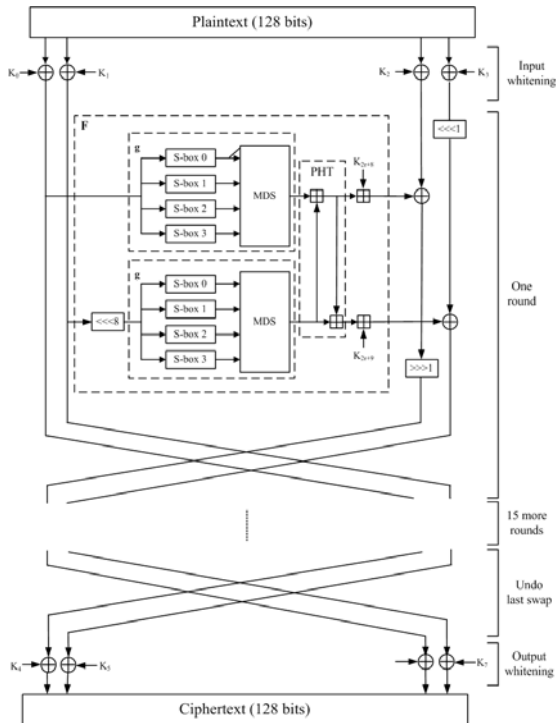 Plaintext (128 bits)
K₀
K₁
K₂
K₃
Input
whitening
<<<1
F
g
S-box 0
S-box 1
S-box 2
S-box 3
MDS
PHT
K₂ᵣ₊₈
One
round
g
<<<8
S-box 0
S-box 1
S-box 2
S-box 3
MDS
K₂ᵣ₊₉
>>>1
15 more
rounds
Undo
last swap
K₄
K₅
K₇
Output
whitening
Ciphertext (128 bits)